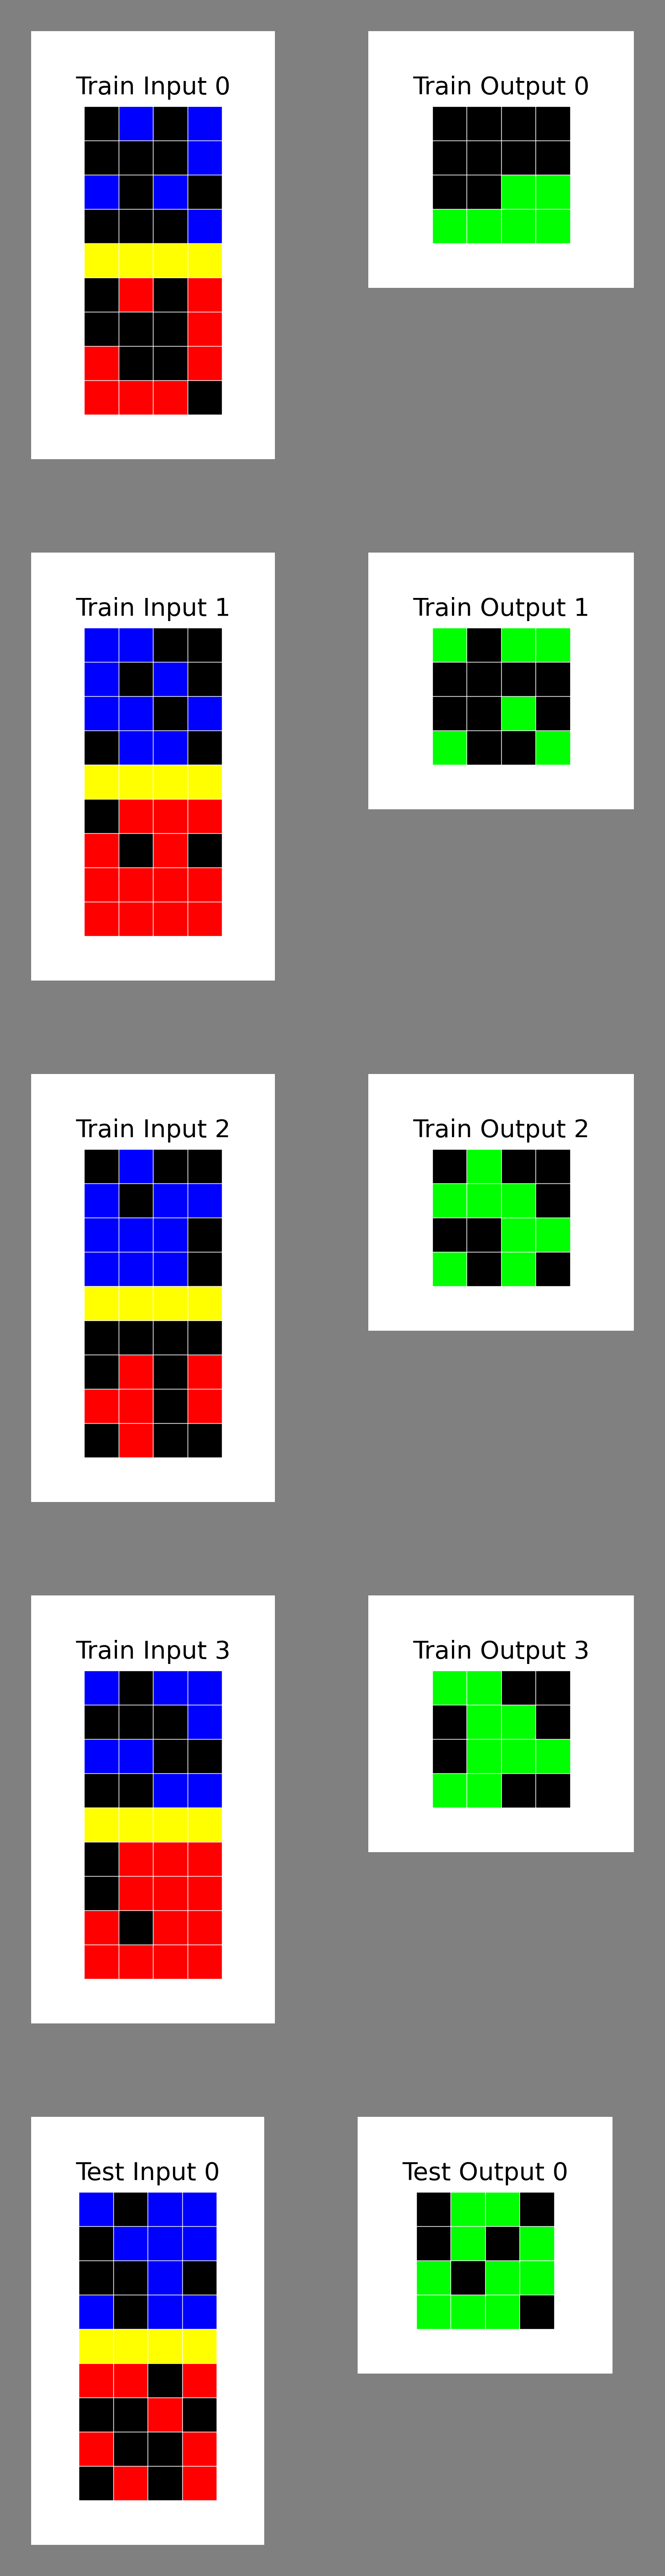 Train Input 0
Train Output 0
Train Input 1
Train Output 1
Train Input 2
Train Output 2
Train Input 3
Train Output 3
Test Input 0
Test Output 0